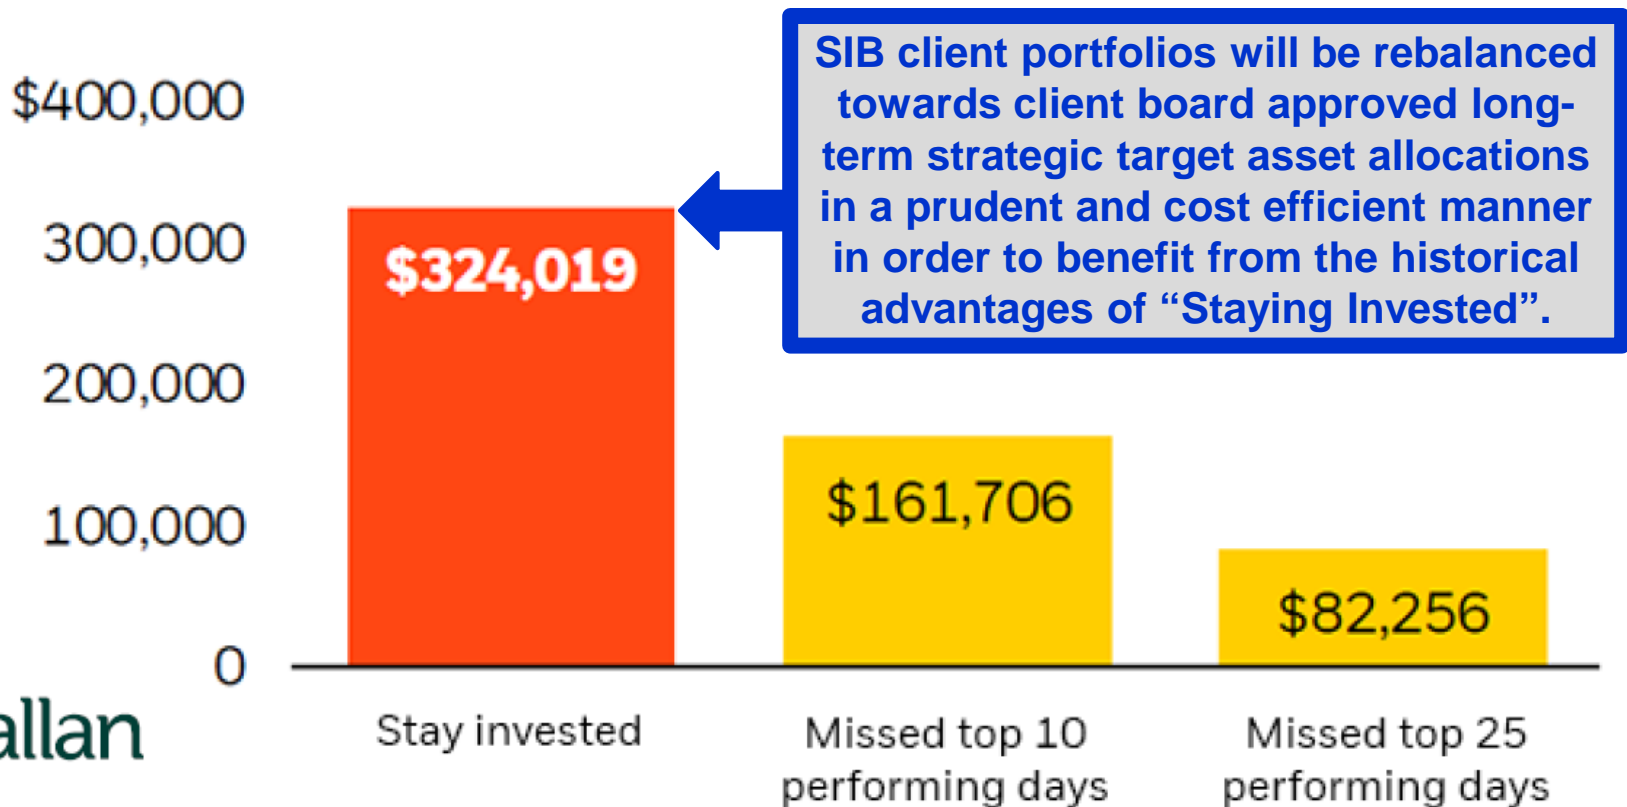 SIB client portfolios will be rebalanced
towards client board approved long-
term strategic target asset allocations
in a prudent and cost efficient manner
in order to benefit from the historical
advantages of “Staying Invested”.
$400,000
300,000
200,000
100,000
0
$324,019
$161,706
$82,256
Stay invested
Missed top 10
performing days
Missed top 25
performing days
allan